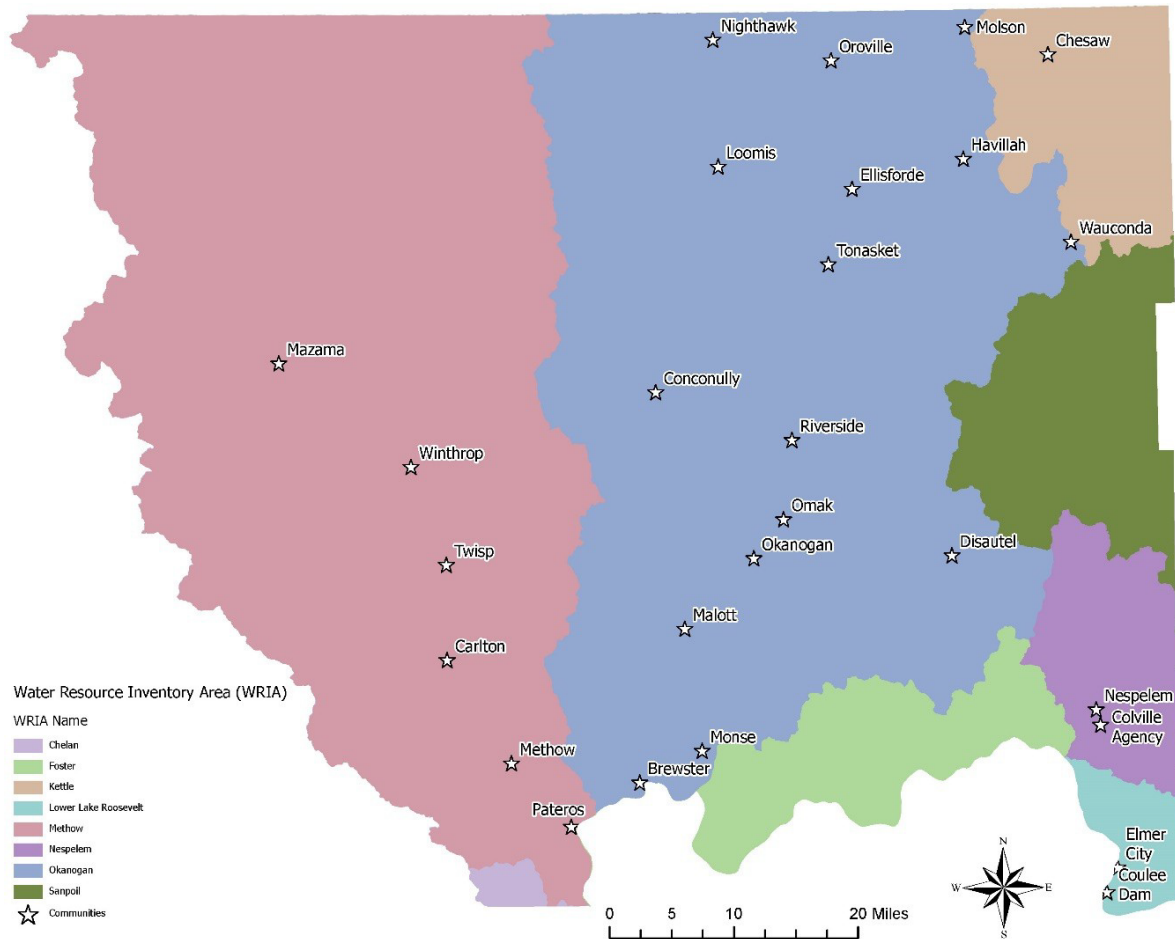 Nighthawk
Molson
Oroville
Chesaw
Loomis
Havillah
Ellisforde
Wauconda
Tonasket
Mazama
Conconully
Riverside
Winthrop
Omak
Okanogan
Disautel
Twisp
Malott
Carlton
Nespelem
Colville
Agency
Monse
Methow
Brewster
Pateros
Elmer
City
Coulee
Dam
Water Resource Inventory Area (WRIA)
WRIA Name
Chelan
Foster
Kettle
Lower Lake Roosevelt
Methow
Nespelem
Okanogan
Sanpoil
Communities
N
W E
S
0 5 10 20 Miles